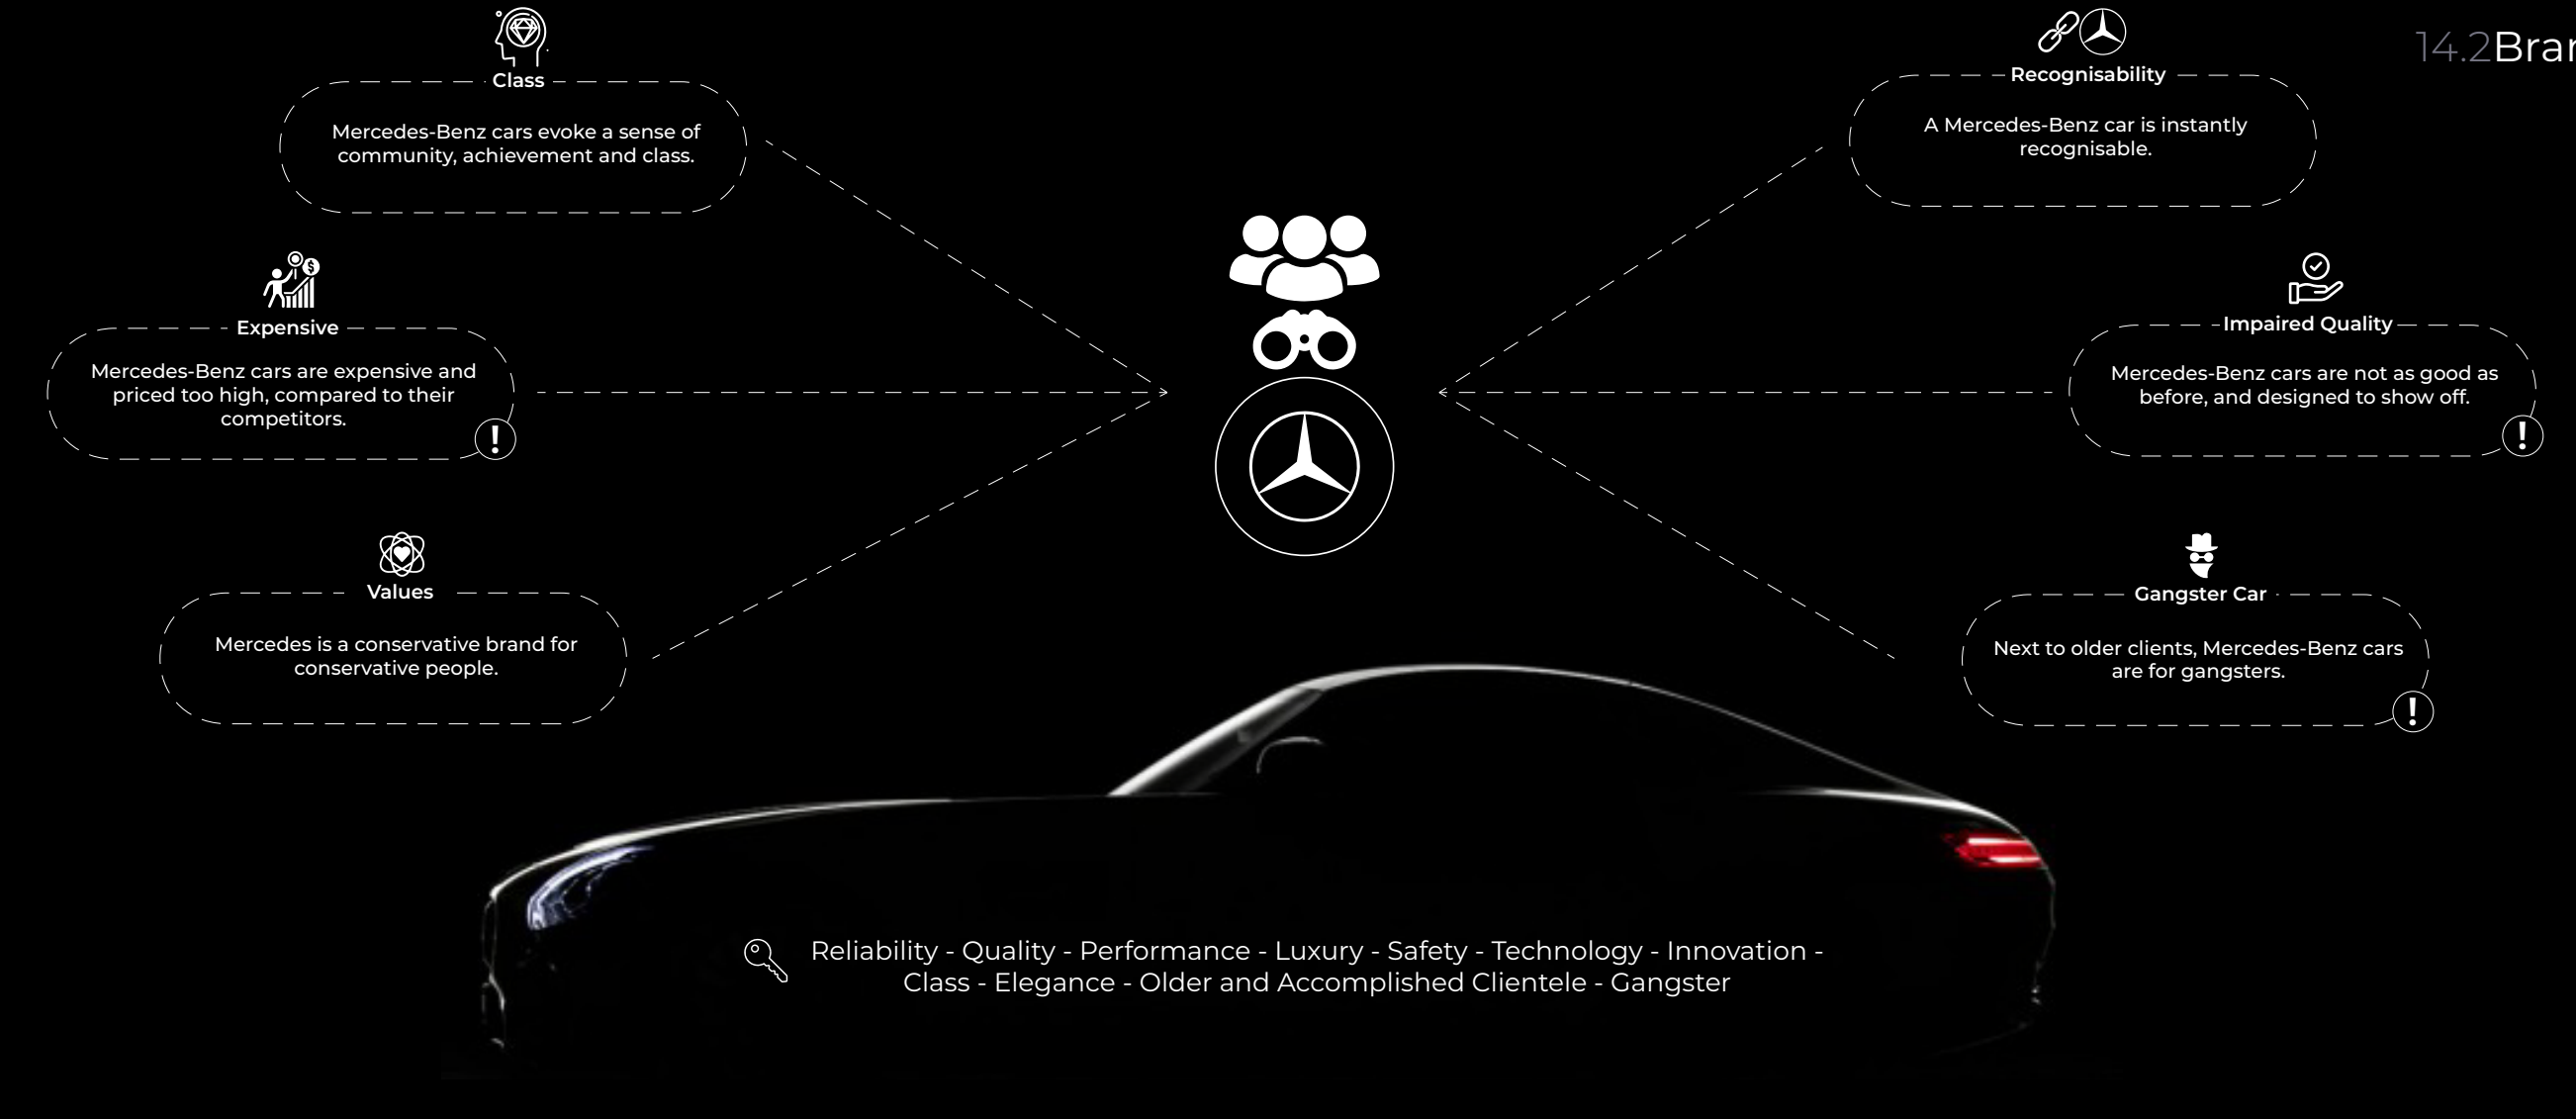 14.2Bran
Class
Mercedes-Benz cars evoke a sense of
community, achievement and class.
Expensive
Mercedes-Benz cars are expensive and
priced too high, compared to their
competitors.
!
Values
Mercedes is a conservative brand for
conservative people.
Recognisability
A Mercedes-Benz car is instantly
recognisable.
Impaired Quality
Mercedes-Benz cars are not as good as
before, and designed to show off.
!
Gangster Car
Next to older clients, Mercedes-Benz cars
are for gangsters.
!
Reliability - Quality - Performance - Luxury - Safety - Technology - Innovation -
Class - Elegance - Older and Accomplished Clientele - Gangster